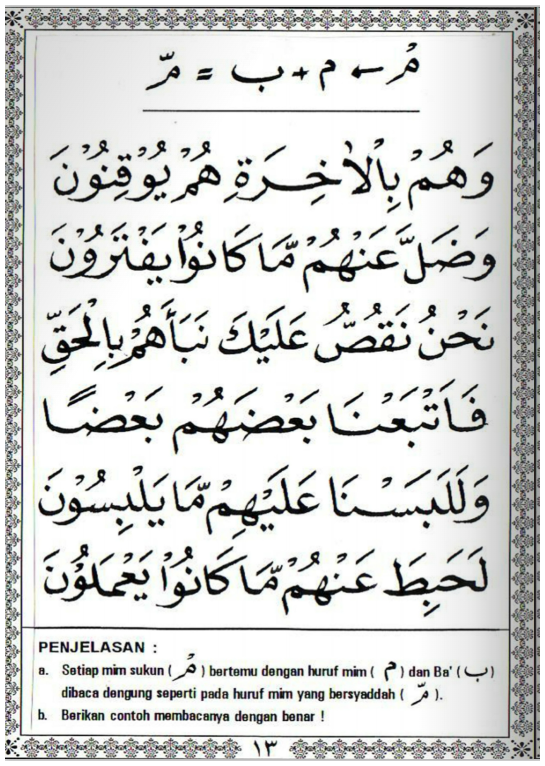 مْ ← م + ب = مّ
وَهُمْ بِالْاٰخِرَةِ هُمْ يُوْقِنُوْنَ
وَضَلَّ عَنْهُمْ مَّا كَانُوْا يَفْتَرُوْنَ
نَحْنُ نَقُصُّ عَلَيْكَ نَبَأَهُمْ بِالْحَقِّ
فَاَتْبَعْنَا بَعْضَهُمْ بَعْضًا
وَلَلَبَسْنَا عَلَيْهِمْ مَّا يَلْبِسُوْنَ
لَحَبِطَ عَنْهُمْ مَّا كَانُوْا يَعْمَلُوْنَ
PENJELASAN :
a. Setiap mim sukun ( مْ ) bertemu dengan huruf mim ( م ) dan Ba' ( ب )
dibaca dengung seperti pada huruf mim yang bersyaddah ( مّ ).
b. Berikan contoh membacanya dengan benar !
١٣